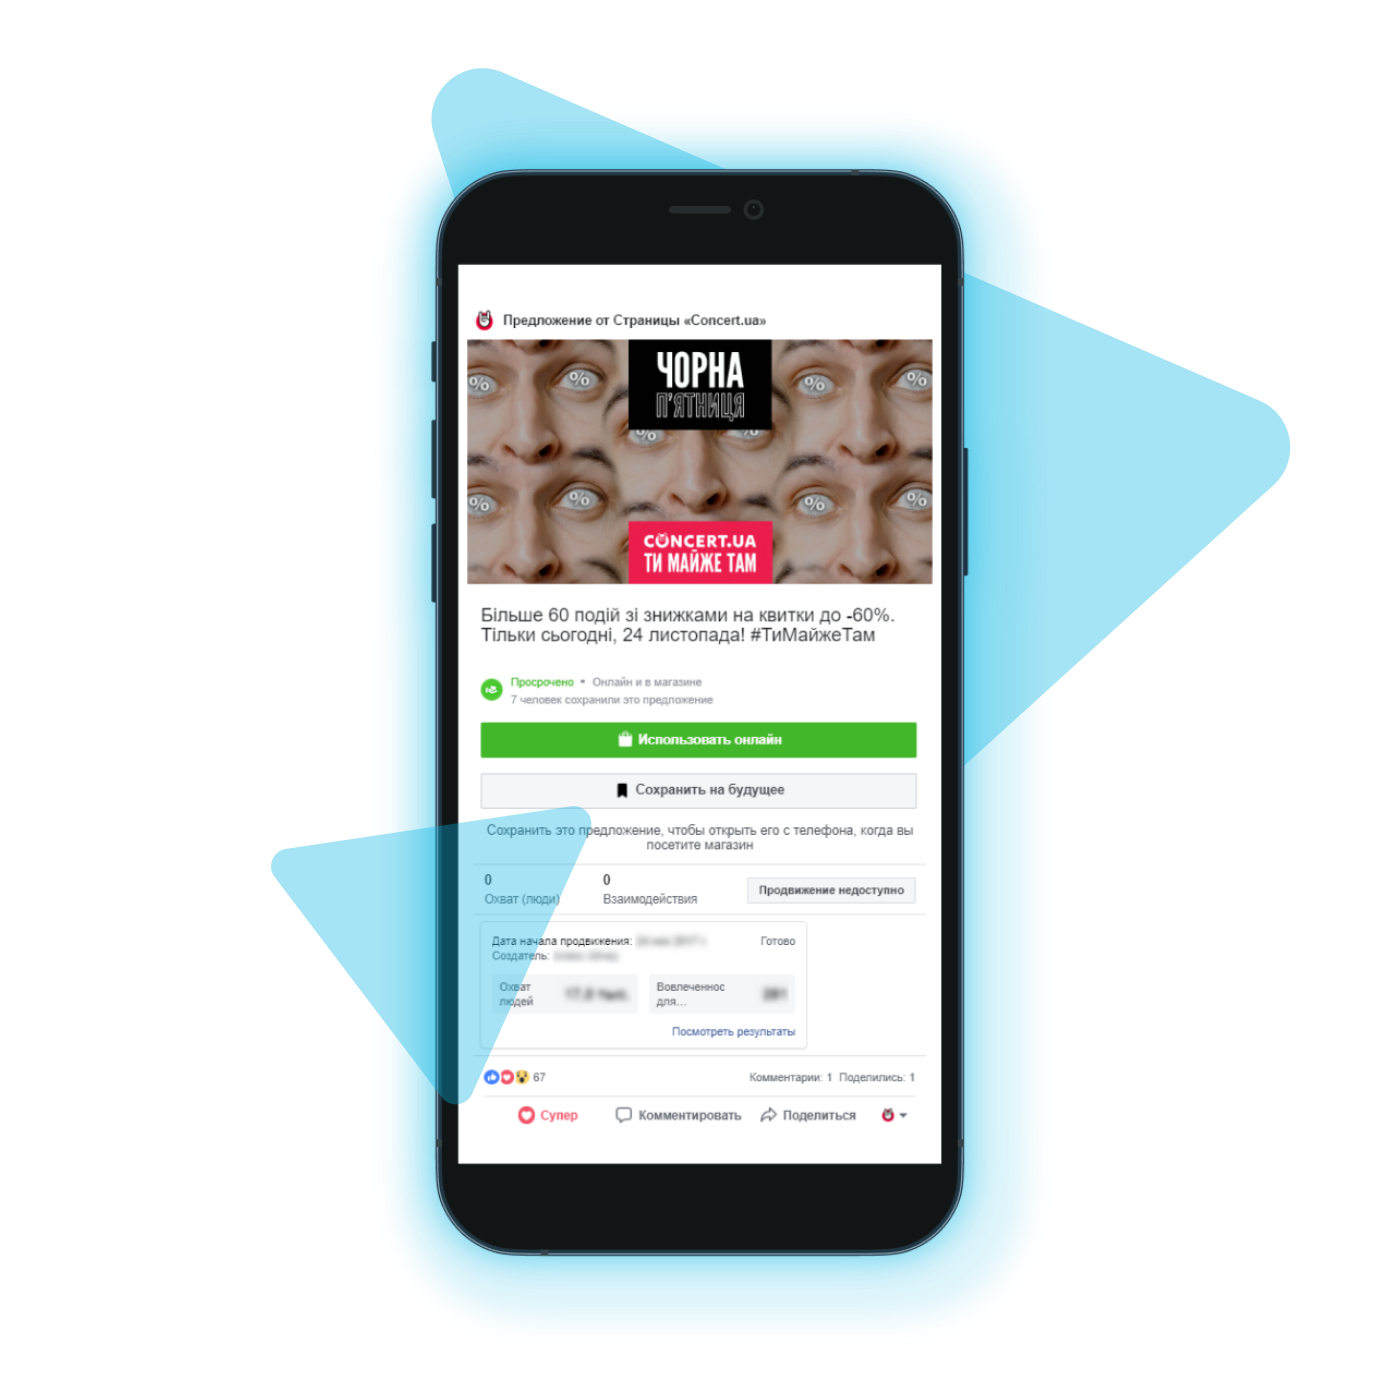 Предложение от Страницы «Concert.ua»
ЧОРНА
П'ЯТНИЦЯ
% % % %
% %
% % % %
CONCERT.UA
ТИ МАЙЖЕ ТАМ
Більше 60 подій зі знижками на квитки до -60%.
Тільки сьогодні, 24 листопада! #ТиМайжеТам
Просрочено • Онлайн и в магазине
7 человек сохранили это предложение
Использовать онлайн
Сохранить на будущее
Сохранить это предложение, чтобы открыть его с телефона, когда вы
посетите магазин
0 0
Охват (люди) Взаимодействия
Продвижение недоступно
Дата начала продвижения: Готово
Создатель:
Охват
людей
Вовлеченнос
для...
Посмотреть результаты
67 Комментарии: 1 Поделились: 1
Супер Комментировать Поделиться